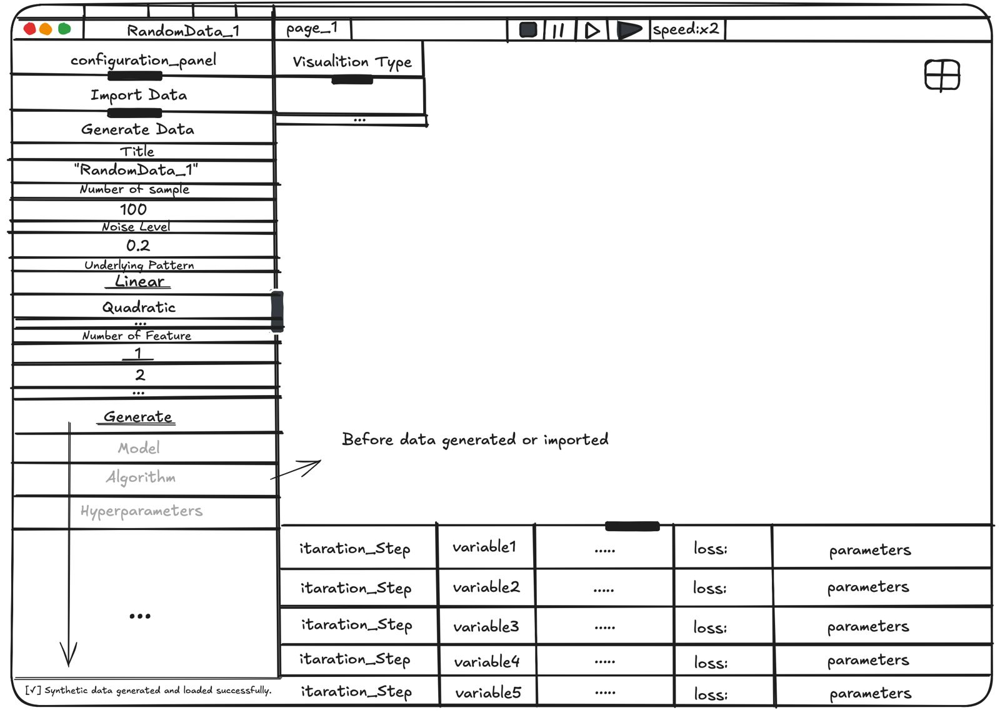 RandomData_1
page_1
speed:x2
configuration_panel
Visualition Type
Import Data
...
Generate Data
Title
"RandomData_1"
Number of sample
100
Noise Level
0.2
Underlying Pattern
Linear
Quadratic
...
Number of Feature
1
2
...
Generate
Model
Algorithm
Hyperparameters
...
Before data generated or imported
itaration_Step variable1 ..... loss: parameters
itaration_Step variable2 ..... loss: parameters
itaration_Step variable3 ..... loss: parameters
itaration_Step variable4 ..... loss: parameters
itaration_Step variable5 ..... loss: parameters
[✓] Synthetic data generated and loaded successfully.